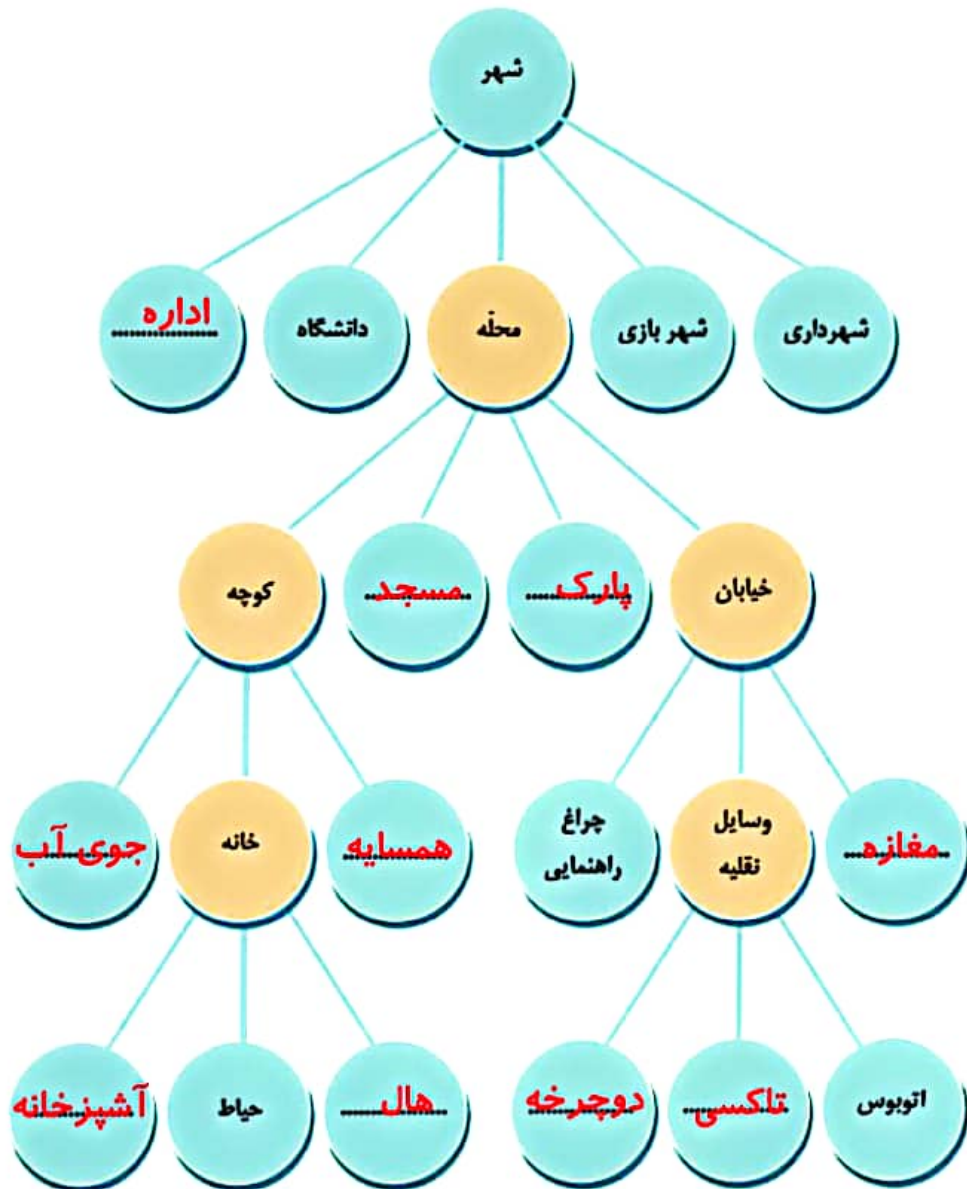 شهر
شهرداری
شهر بازی
محلّه
دانشگاه
اداره
خیابان
پارک
مسجد
کوچه
مغازه
وسایل
نقلیه
چراغ
راهنمایی
همسایه
خانه
جوی آب
اتوبوس
تاکسی
دوچرخه
هال
حیاط
آشپزخانه